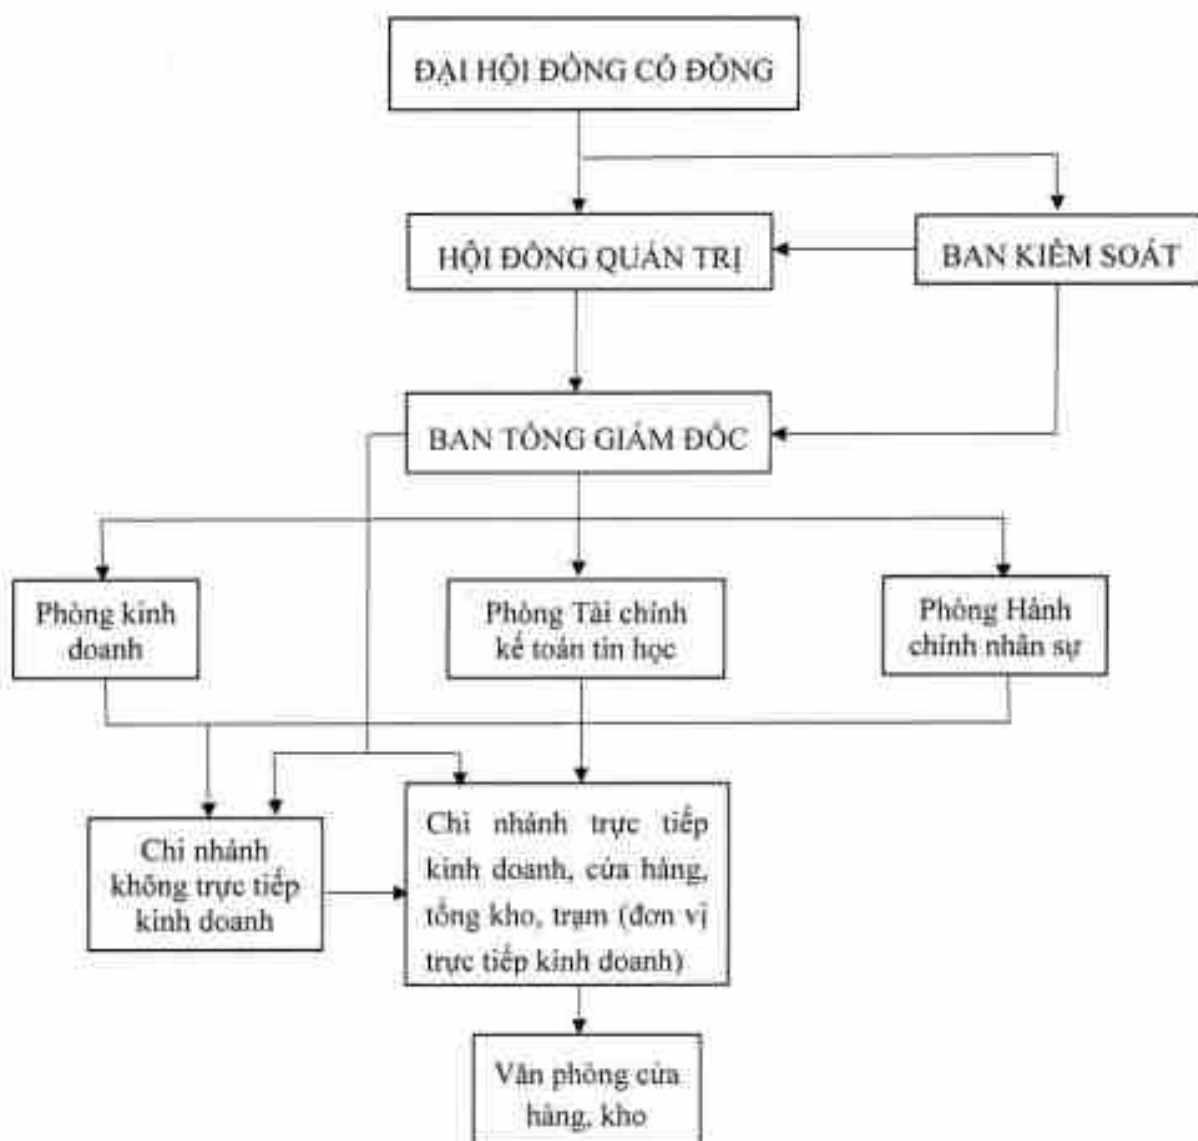 ĐẠI HỘI ĐỒNG CỔ ĐÔNG
HỘI ĐỒNG QUẢN TRỊ
BAN KIỂM SOÁT
BAN TỔNG GIÁM ĐỐC
Phòng kinh
doanh
Phòng Tài chính
kế toán tin học
Phòng Hành
chính nhân sự
Chi nhánh
không trực tiếp
kinh doanh
Chi nhánh trực tiếp
kinh doanh, cửa hàng,
tổng kho, trạm (đơn vị
trực tiếp kinh doanh)
Văn phòng cửa
hàng, kho